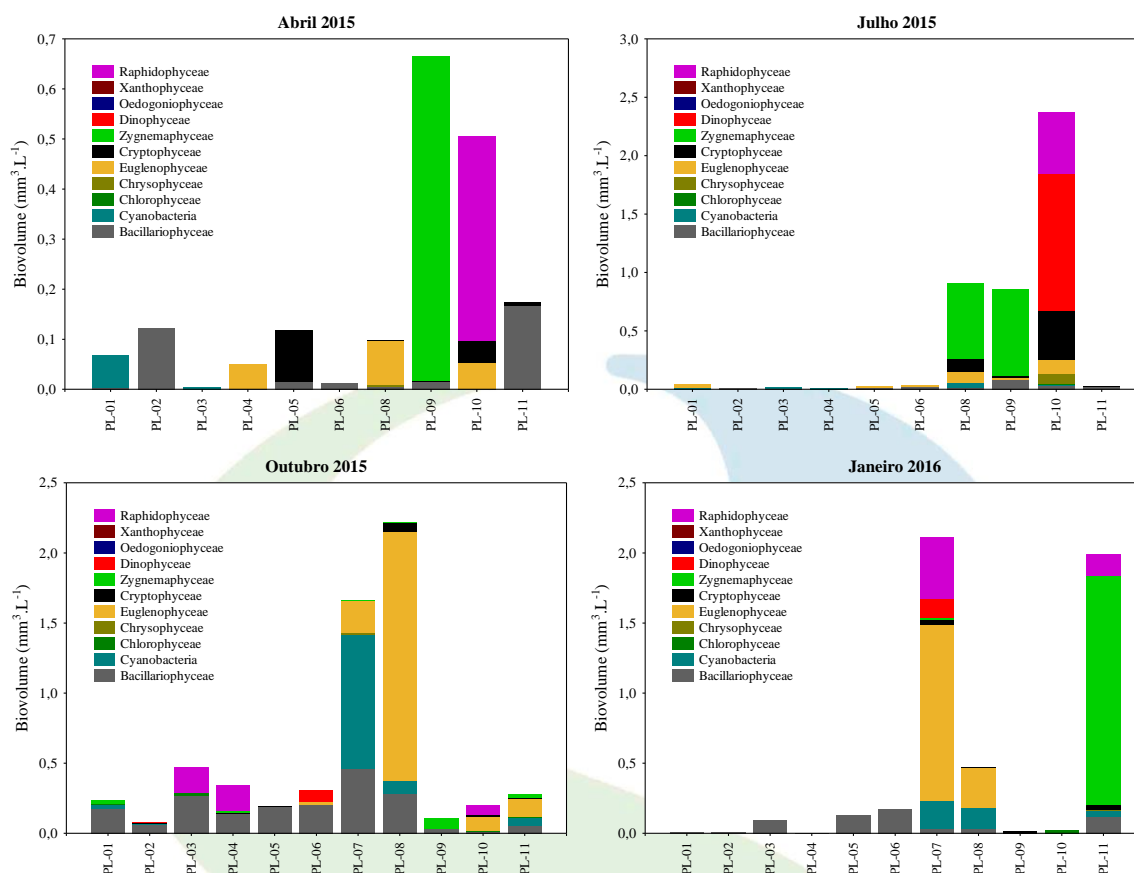 Abril 2015
Biovolume (mm³.L⁻¹)
0,7
0,6
0,5
0,4
0,3
0,2
0,1
0,0
Raphidophyceae
Xanthophyceae
Oedogoniophyceae
Dinophyceae
Zygnemaphyceae
Cryptophyceae
Euglenophyceae
Chrysophyceae
Chlorophyceae
Cyanobacteria
Bacillariophyceae
PL-01
PL-02
PL-03
PL-04
PL-05
PL-06
PL-08
PL-09
PL-10
PL-11
Julho 2015
Biovolume (mm³.L⁻¹)
3,0
2,5
2,0
1,5
1,0
0,5
0,0
Raphidophyceae
Xanthophyceae
Oedogoniophyceae
Dinophyceae
Zygnemaphyceae
Cryptophyceae
Euglenophyceae
Chrysophyceae
Chlorophyceae
Cyanobacteria
Bacillariophyceae
PL-01
PL-02
PL-03
PL-04
PL-05
PL-06
PL-08
PL-09
PL-10
PL-11
Outubro 2015
Biovolume (mm³.L⁻¹)
2,5
2,0
1,5
1,0
0,5
0,0
Raphidophyceae
Xanthophyceae
Oedogoniophyceae
Dinophyceae
Zygnemaphyceae
Cryptophyceae
Euglenophyceae
Chrysophyceae
Chlorophyceae
Cyanobacteria
Bacillariophyceae
PL-01
PL-02
PL-03
PL-04
PL-05
PL-06
PL-07
PL-08
PL-09
PL-10
PL-11
Janeiro 2016
Biovolume (mm³.L⁻¹)
2,5
2,0
1,5
1,0
0,5
0,0
Raphidophyceae
Xanthophyceae
Oedogoniophyceae
Dinophyceae
Zygnemaphyceae
Cryptophyceae
Euglenophyceae
Chrysophyceae
Chlorophyceae
Cyanobacteria
Bacillariophyceae
PL-01
PL-02
PL-03
PL-04
PL-05
PL-06
PL-07
PL-08
PL-09
PL-10
PL-11